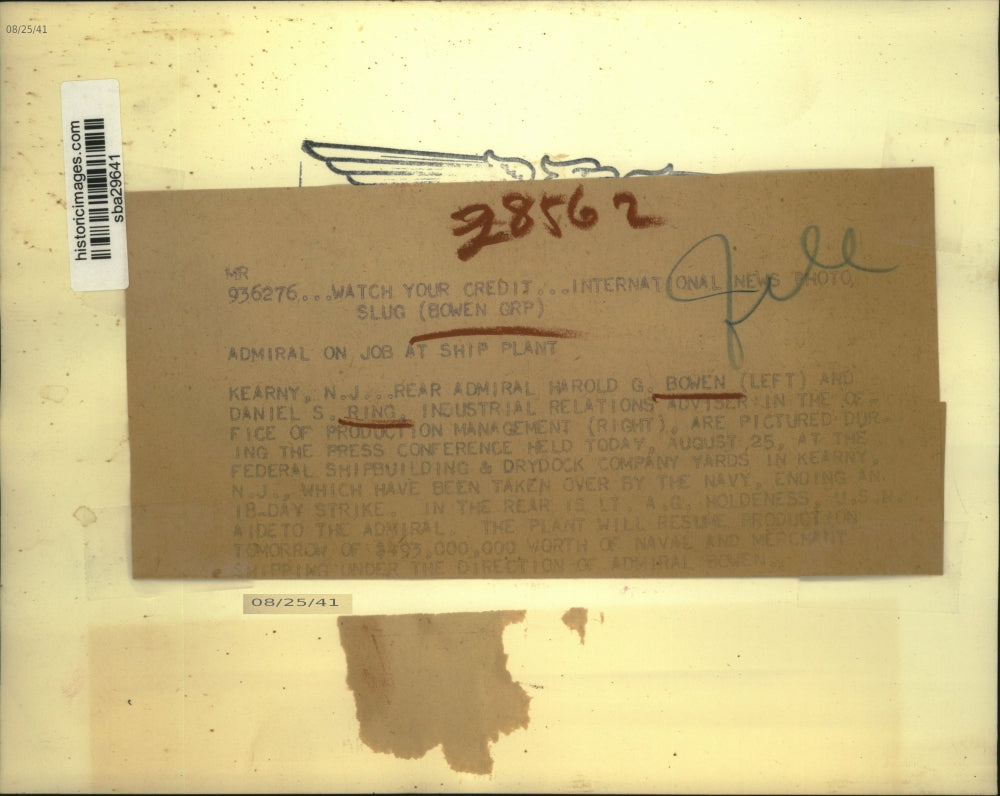 08/25/41
historicimages.com
sba29641
28562
MR
936276...WATCH YOUR CREDIT...INTERNATIONAL NEWS PHOTO
SLUG (BOWEN GRP)
ADMIRAL ON JOB AT SHIP PLANT
KEARNY, N.J...REAR ADMIRAL HAROLD G. BOWEN (LEFT) AND
DANIEL S. RING, INDUSTRIAL RELATIONS ADVISER IN THE OF-
FICE OF PRODUCTION MANAGEMENT (RIGHT), ARE PICTURED DUR-
ING THE PRESS CONFERENCE HELD TODAY, AUGUST 25, AT THE
FEDERAL SHIPBUILDING & DRYDOCK COMPANY YARDS IN KEARNY,
N.J., WHICH HAVE BEEN TAKEN OVER BY THE NAVY, ENDING AN
18-DAY STRIKE. IN THE REAR IS LT. A.G. HOLDENESS, U.S.N.
AIDETO THE ADMIRAL. THE PLANT WILL RESUME PRODUCTION
TOMORROW OF $493,000,000 WORTH OF NAVAL AND MERCHANT
SHIPPING UNDER THE DIRECTION OF ADMIRAL BOWEN.
08/25/41